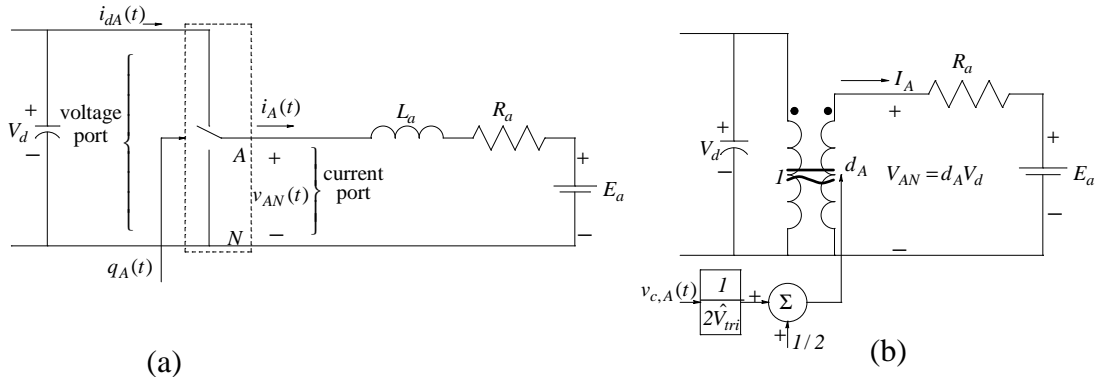 i_dA(t)
+
V_d
−
voltage
port
i_A(t)
L_a
R_a
A
+
v_AN(t)
−
current
port
+
E_a
−
N
q_A(t)
(a)
I_A
R_a
+
V_d
−
1
d_A
+
V_AN = d_A V_d
−
+
E_a
−
v_c,A(t)
1
2V̂_tri
+
Σ
+
1/2
(b)